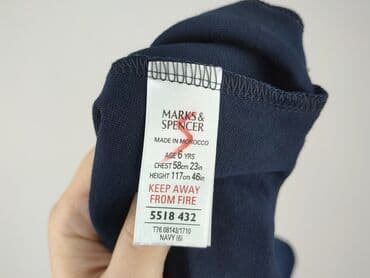 MARKS &
SPENCER
MADE IN MOROCCO
AGE 6 YRS
CHEST 58cm 23in
HEIGHT 117cm 46in
KEEP AWAY
FROM FIRE
5518 432
T76 08143/1710
NAVY (6)